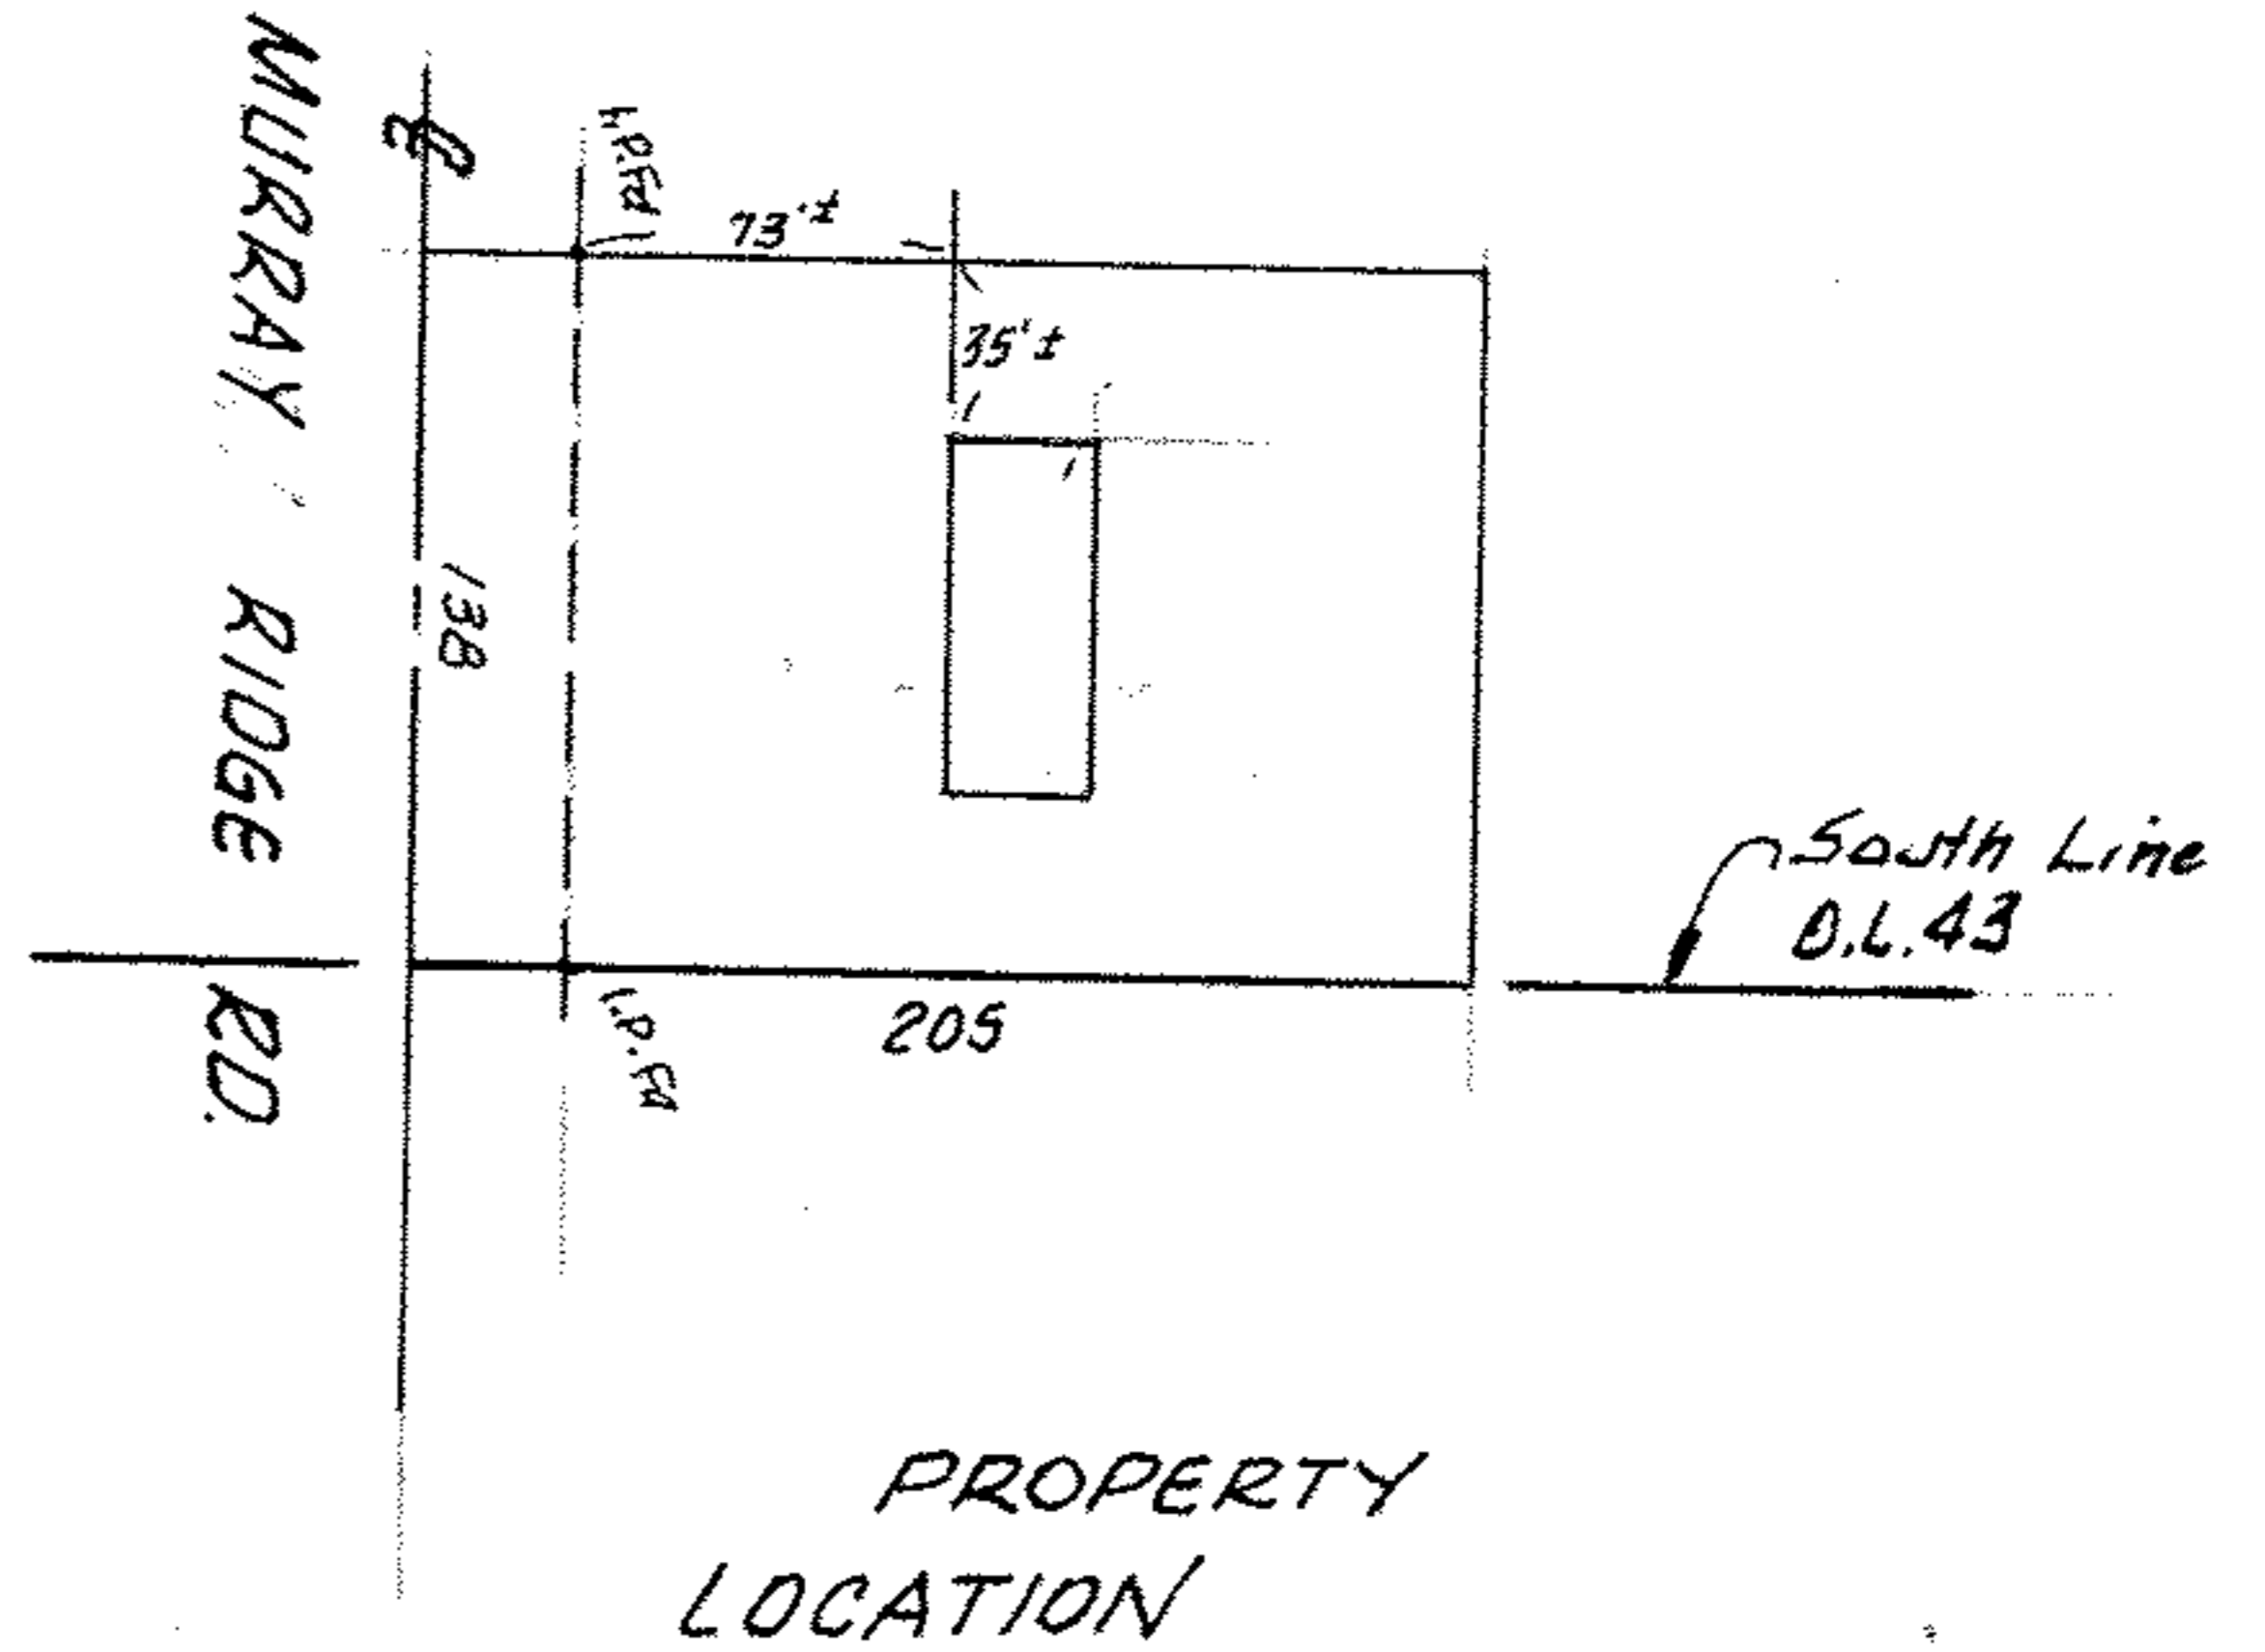 MURRAY RIDGE RD.
℄
I.P. Fd
73'±
35'±
138
I.P. Fd
205
South Line
O.L. 43
PROPERTY
LOCATION